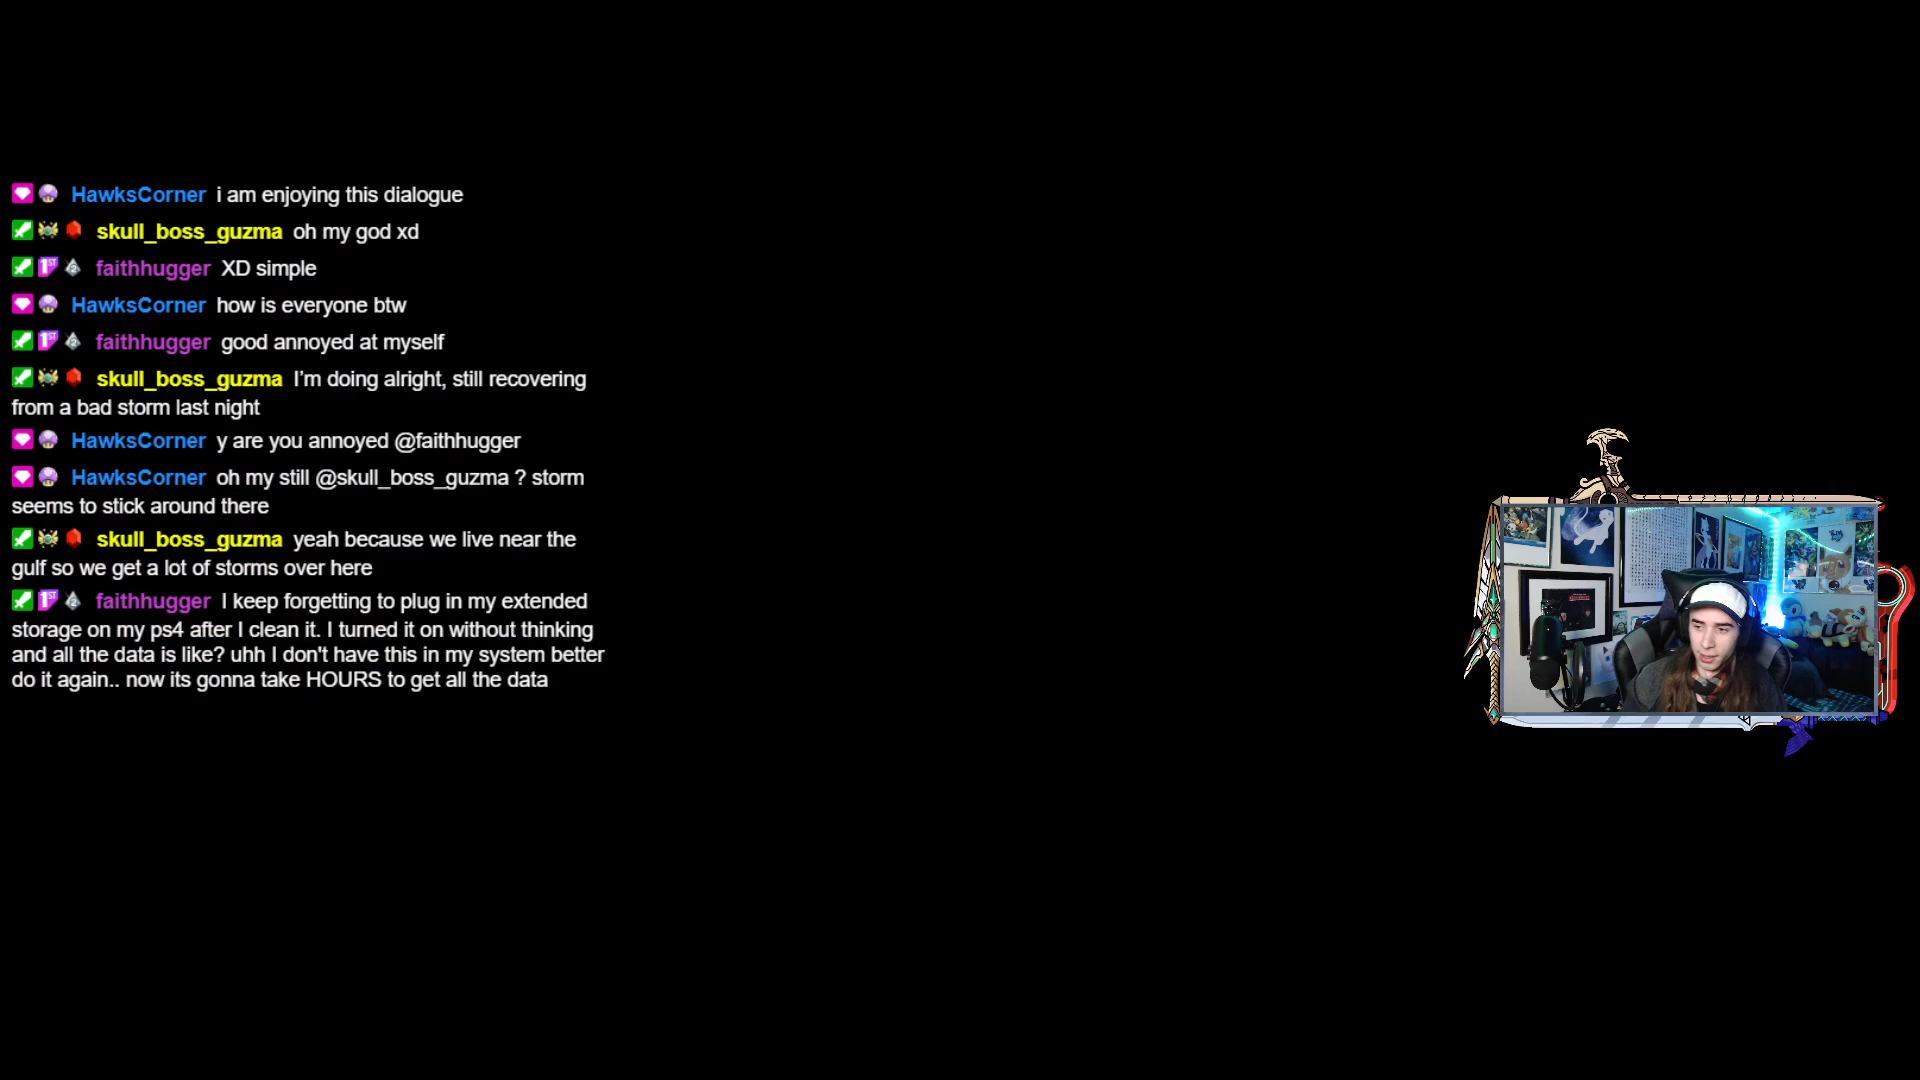 HawksCorner i am enjoying this dialogue
skull_boss_guzma oh my god xd
faithhugger XD simple
HawksCorner how is everyone btw
faithhugger good annoyed at myself
skull_boss_guzma I'm doing alright, still recovering
from a bad storm last night
HawksCorner y are you annoyed @faithhugger
HawksCorner oh my still @skull_boss_guzma ? storm
seems to stick around there
skull_boss_guzma yeah because we live near the
gulf so we get a lot of storms over here
faithhugger I keep forgetting to plug in my extended
storage on my ps4 after I clean it. I turned it on without thinking
and all the data is like? uhh I don't have this in my system better
do it again.. now its gonna take HOURS to get all the data